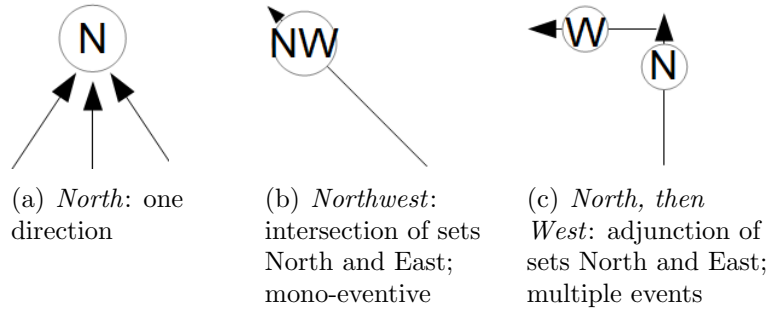 N
NW
W
N
(a) North: one
direction
(b) Northwest:
intersection of sets
North and East;
mono-eventive
(c) North, then
West: adjunction of
sets North and East;
multiple events